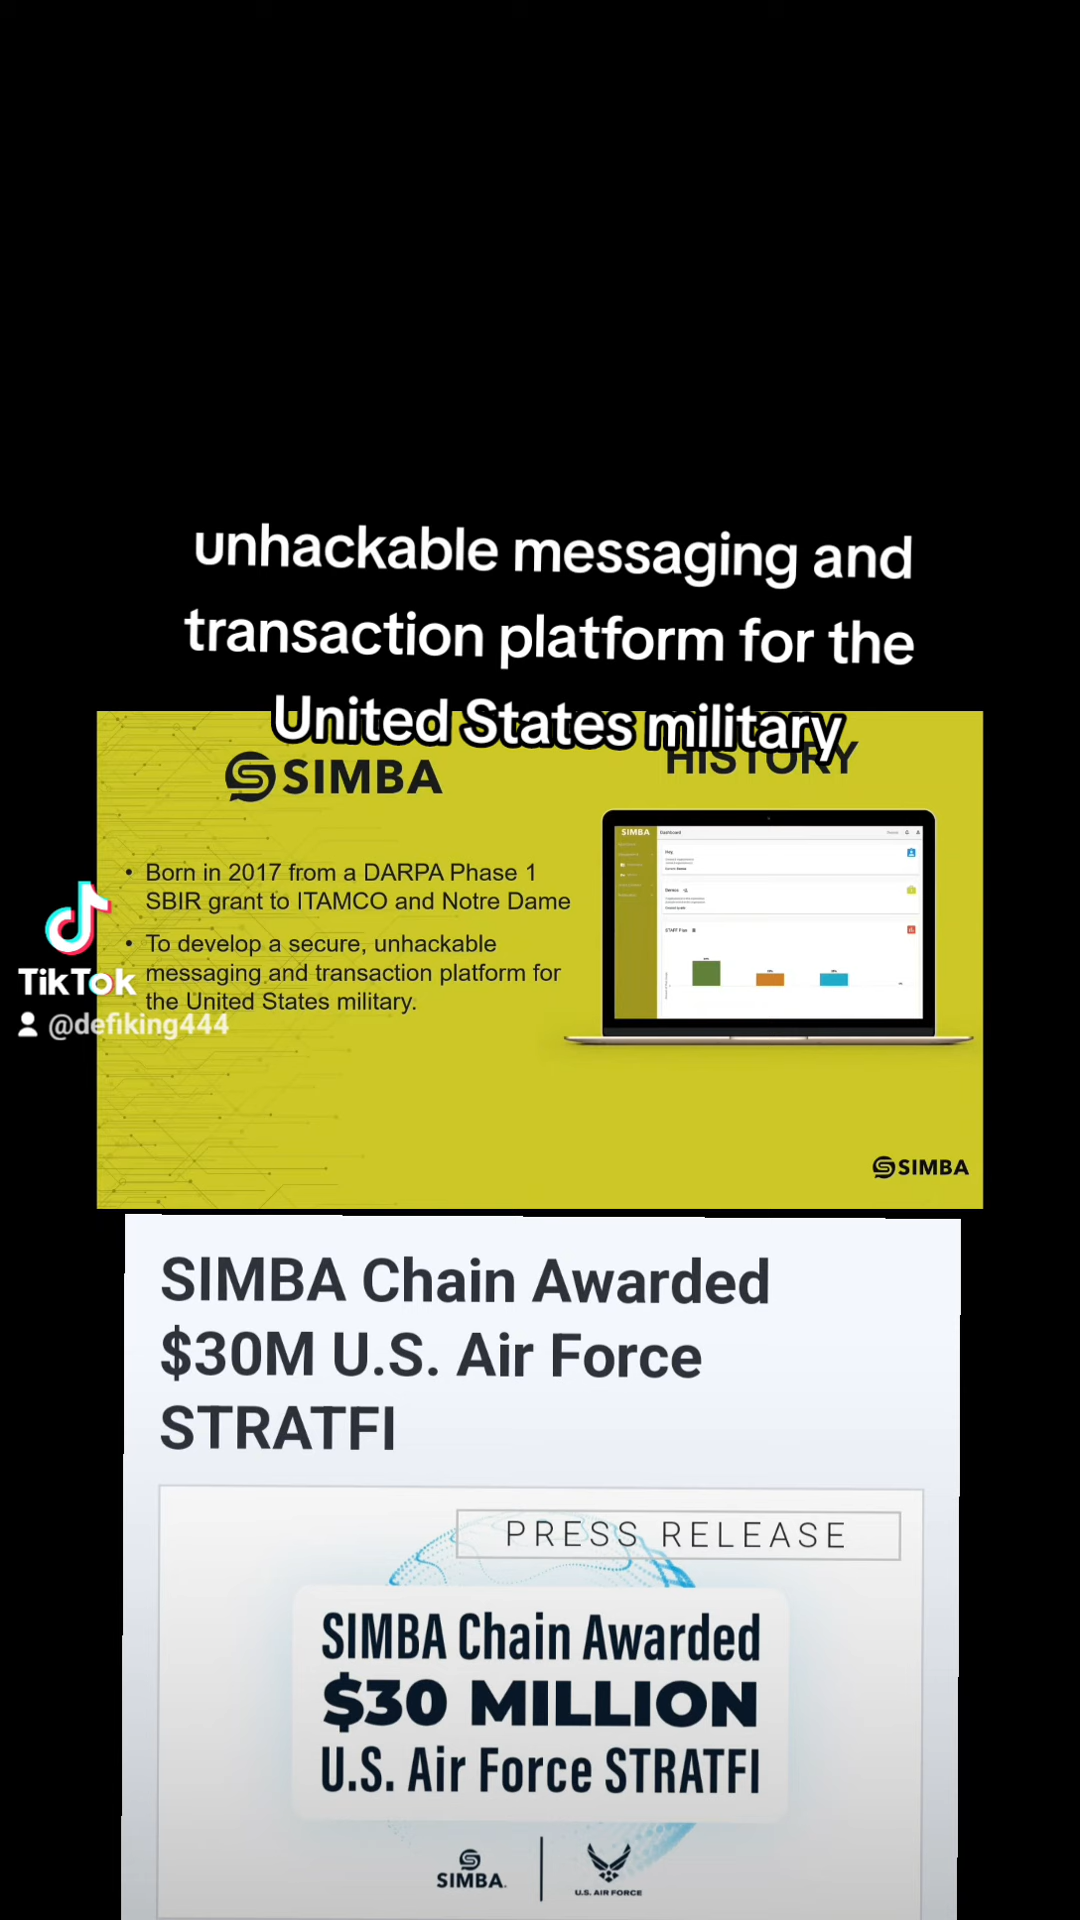 unhackable messaging and
transaction platform for the
United States military
SIMBA
HISTORY
• Born in 2017 from a DARPA Phase 1
SBIR grant to ITAMCO and Notre Dame
• To develop a secure, unhackable
messaging and transaction platform for
the United States military.
SIMBA
Dashboard
TikTok
@defiking444
SIMBA
SIMBA Chain Awarded
$30M U.S. Air Force
STRATFI
PRESS RELEASE
SIMBA Chain Awarded
$30 MILLION
U.S. Air Force STRATFI
SIMBA.
U.S. AIR FORCE